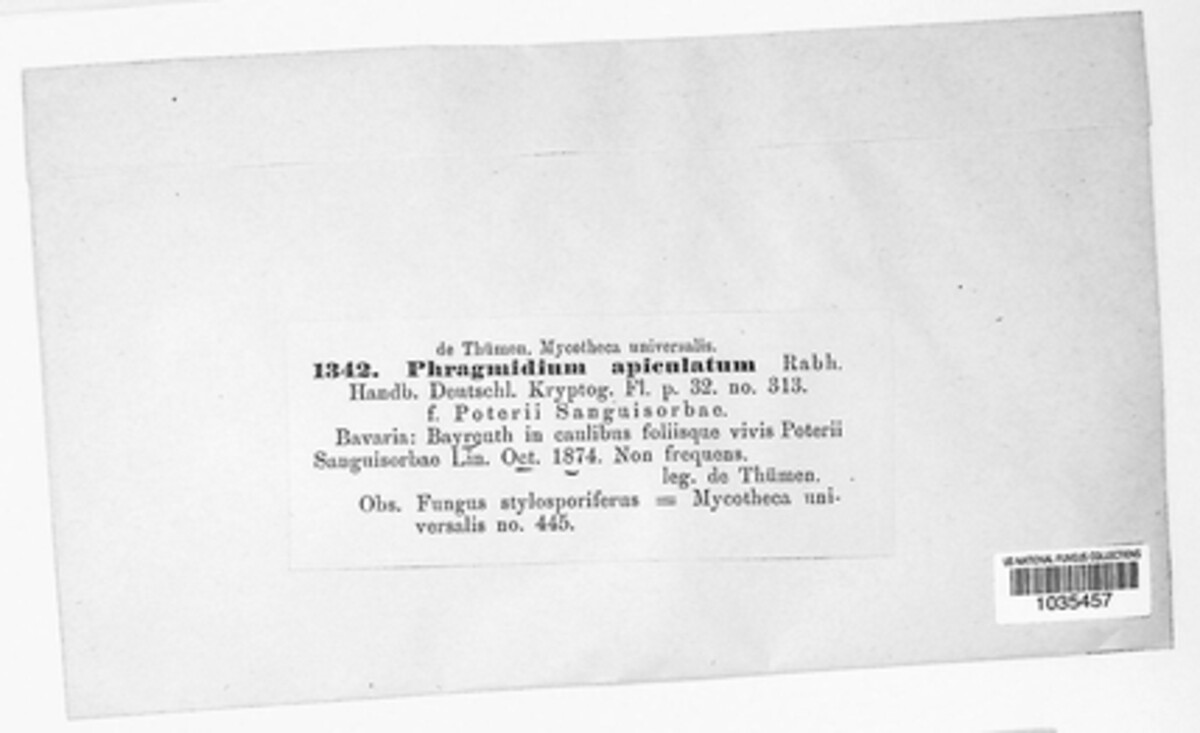 de Thümen, Mycotheca universalis.
1342. Phragmidium apiculatum Rabh.
Handb. Deutschl. Kryptog. Fl. p. 32. no. 313.
f. Poterii Sanguisorbae.
Bavaria: Bayreuth in caulibus foliisque vivis Poterii
Sanguisorbae Lin. Oct. 1874. Non frequens.
leg. de Thümen.
Obs. Fungus stylosporiferus = Mycotheca uni-
versalis no. 445.
US NATIONAL FUNGUS COLLECTIONS
1035457